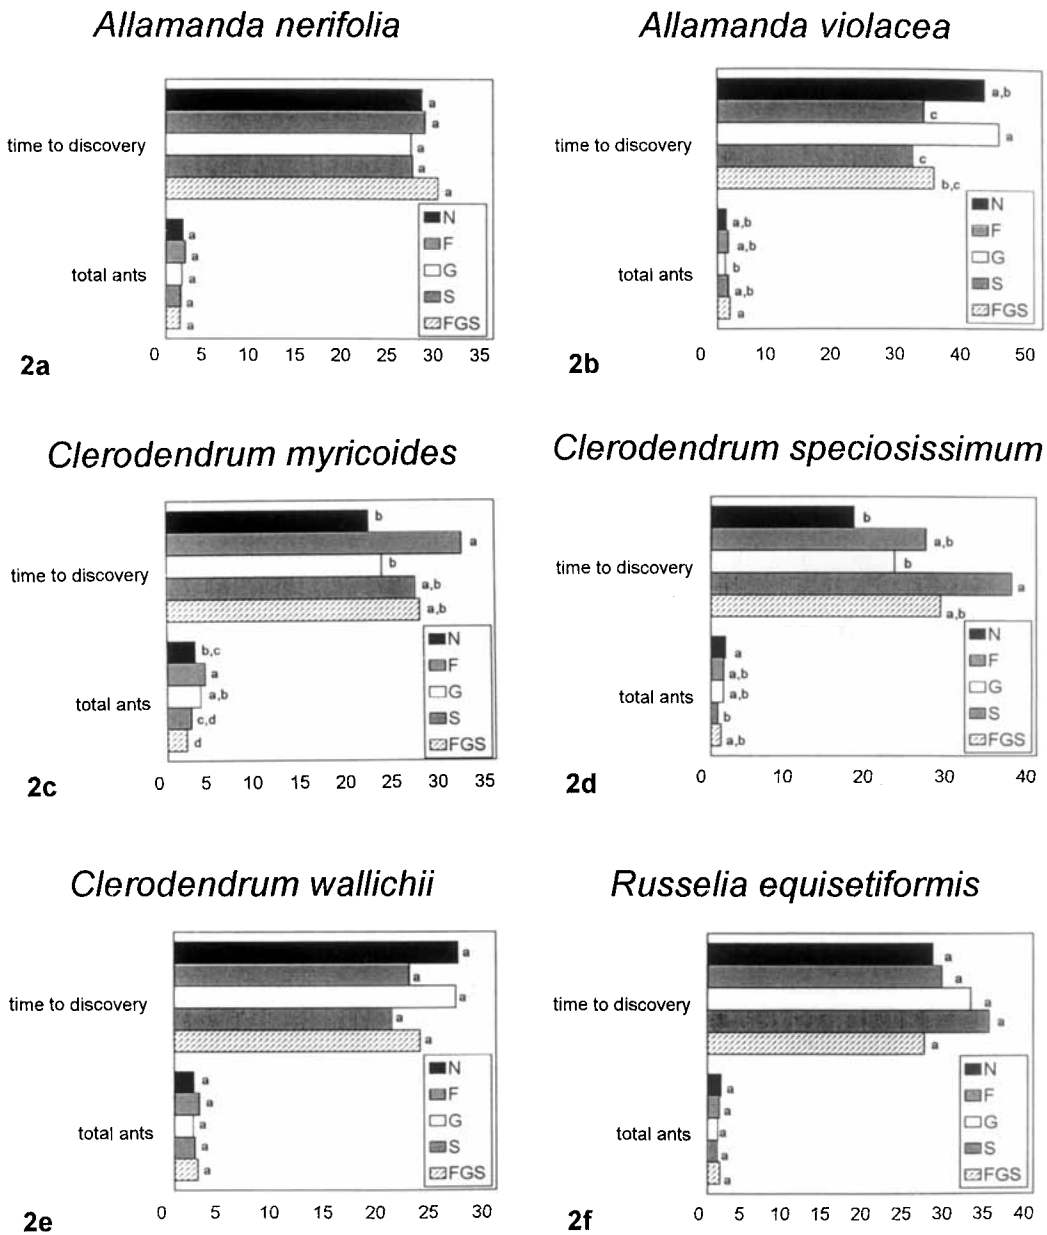 Allamanda nerifolia
time to discovery
a
a
a
a
a
total ants
a
a
a
a
a
N
F
G
S
FGS
0 5 10 15 20 25 30 35
2a
Allamanda violacea
time to discovery
a,b
c
a
c
b,c
total ants
a,b
a,b
b
a,b
a
N
F
G
S
FGS
0 10 20 30 40 50
2b
Clerodendrum myricoides
time to discovery
b
a
b
a,b
a,b
total ants
b,c
a
a,b
c,d
d
N
F
G
S
FGS
0 5 10 15 20 25 30 35
2c
Clerodendrum speciosissimum
time to discovery
b
a,b
b
a
a,b
total ants
a
a,b
a,b
b
a,b
N
F
G
S
FGS
0 10 20 30 40
2d
Clerodendrum wallichii
time to discovery
a
a
a
a
a
total ants
a
a
a
a
a
N
F
G
S
FGS
0 5 10 15 20 25 30
2e
Russelia equisetiformis
time to discovery
a
a
a
a
a
total ants
a
a
a
a
a
N
F
G
S
FGS
0 5 10 15 20 25 30 35 40
2f